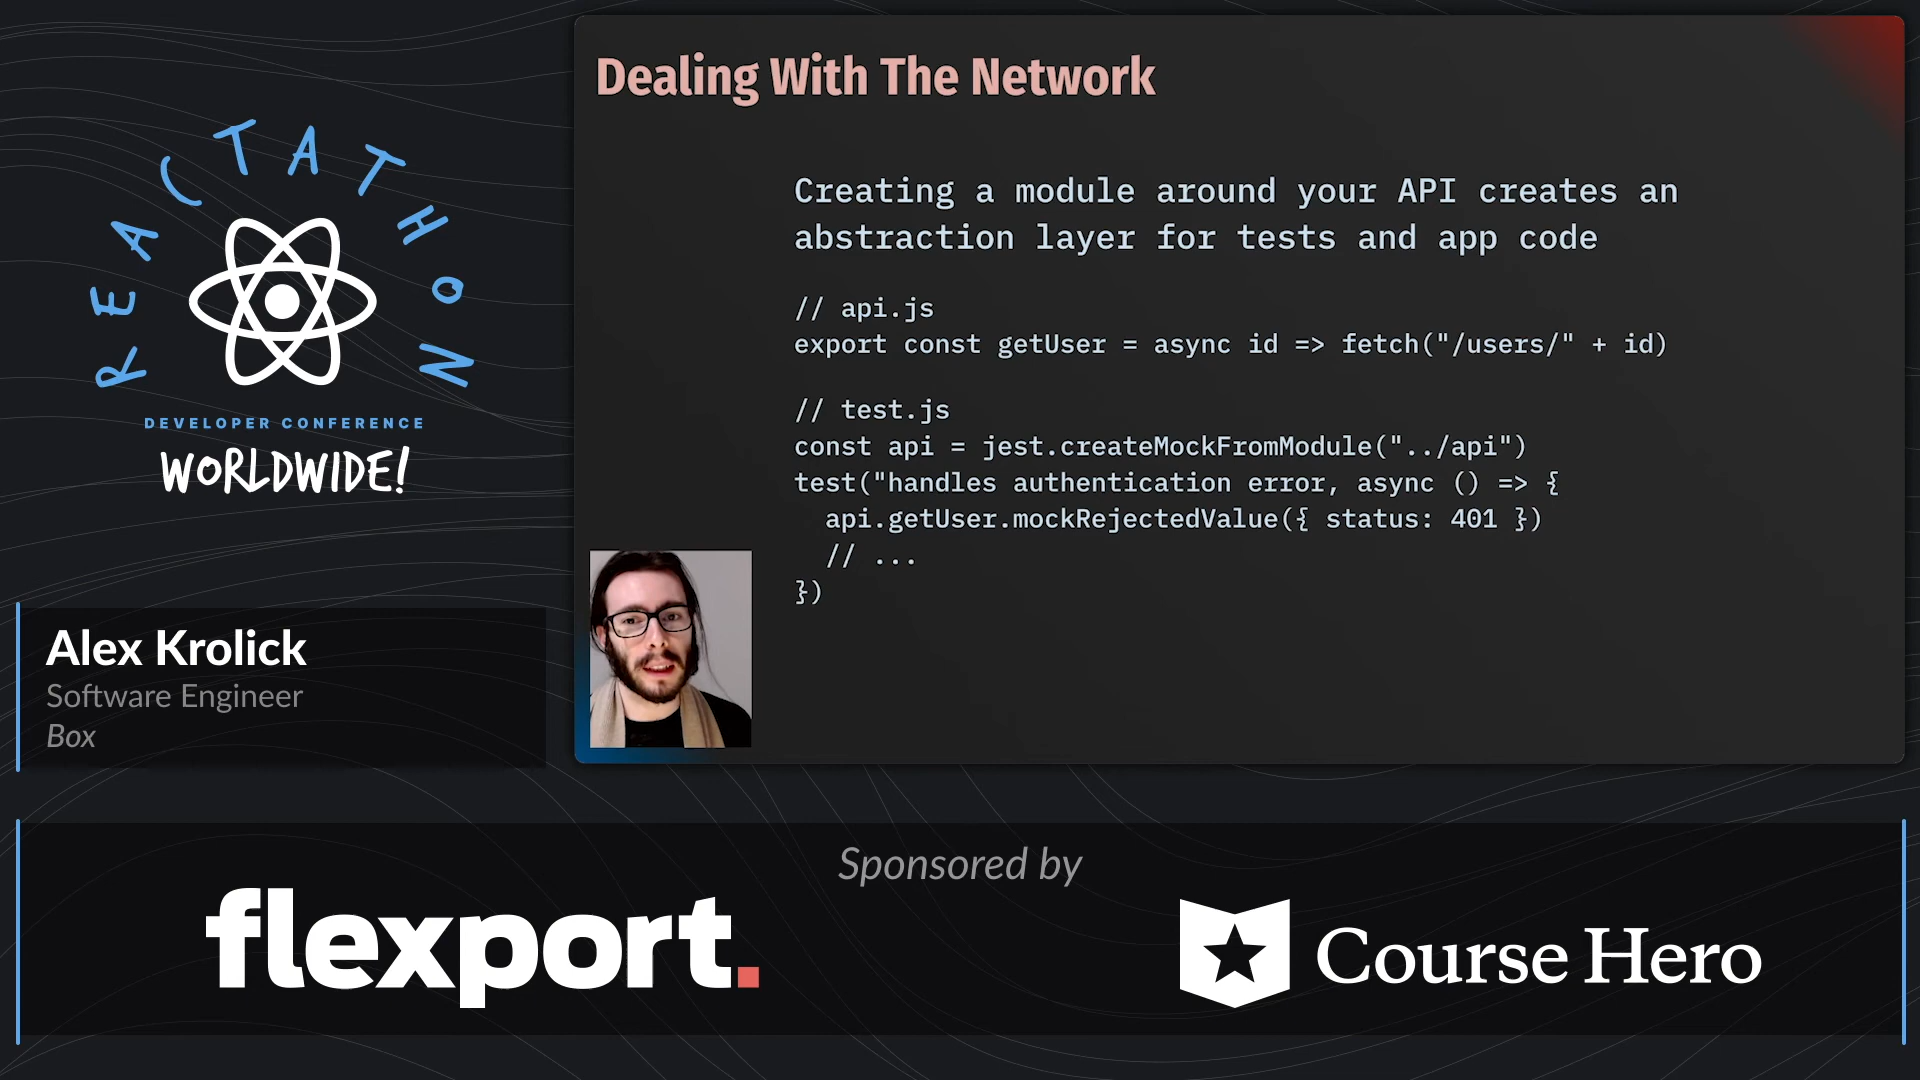 REACTATHON
DEVELOPER CONFERENCE
WORLDWIDE!
Dealing With The Network
Creating a module around your API creates an
abstraction layer for tests and app code
// api.js
export const getUser = async id => fetch("/users/" + id)
// test.js
const api = jest.createMockFromModule("../api")
test("handles authentication error, async () => {
  api.getUser.mockRejectedValue({ status: 401 })
  // ...
})
Alex Krolick
Software Engineer
Box
Sponsored by
flexport.
Course Hero